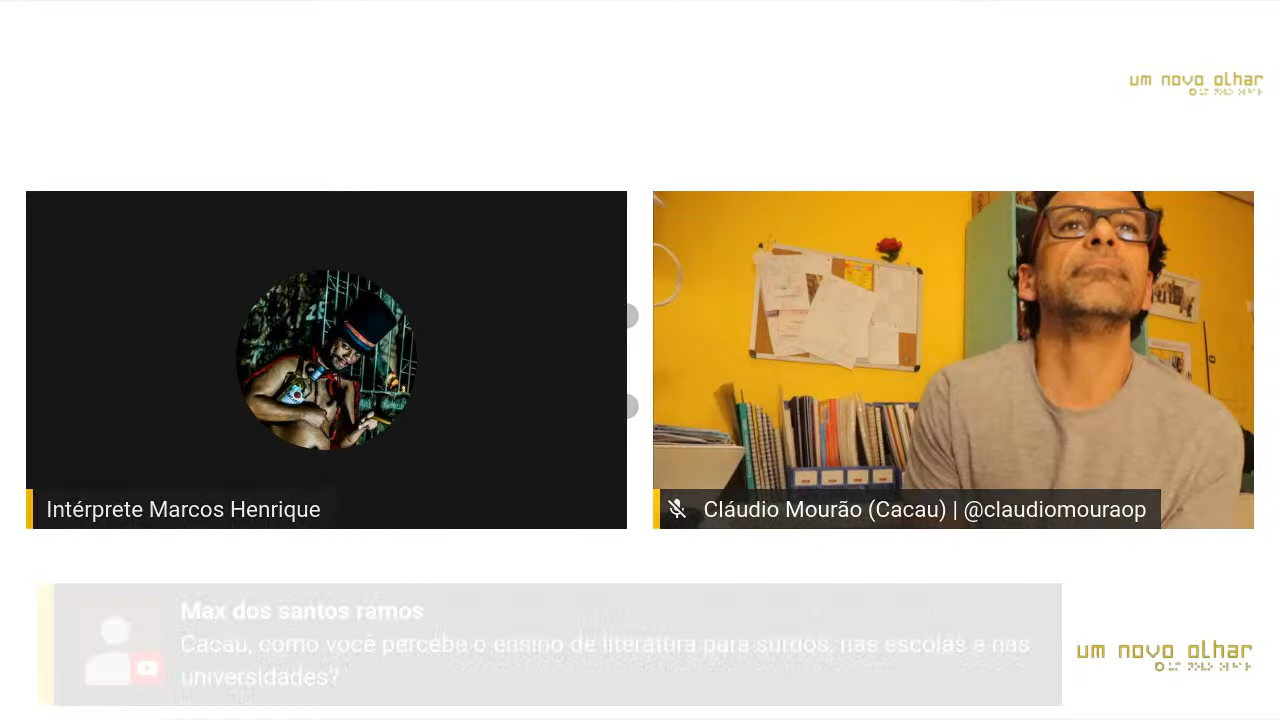 um novo olhar
Intérprete Marcos Henrique
Cláudio Mourão (Cacau) | @claudiomouraop
Max dos santos ramos
Cacau, como você percebe o ensino de literatura para surdos, nas escolas e nas
universidades?
um novo olhar